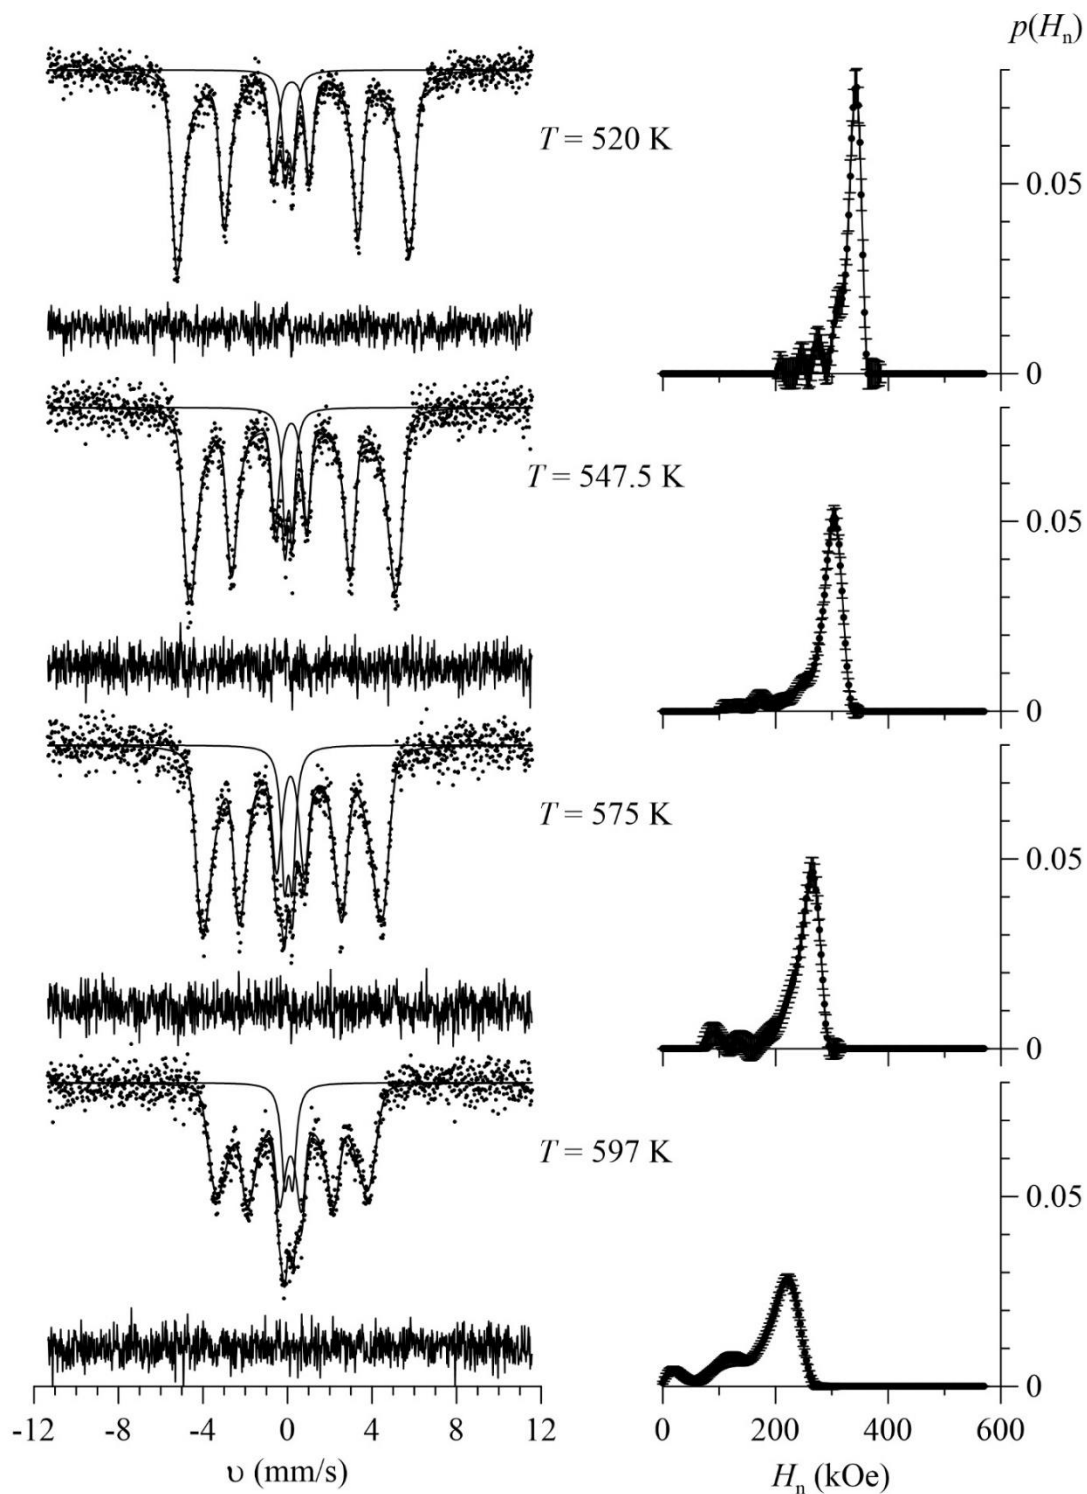 p(Hn)
T = 520 K
0.05
0
T = 547.5 K
0.05
0
T = 575 K
0.05
0
T = 597 K
0.05
0
-12 -8 -4 0 4 8 12
0 200 400 600
υ (mm/s)
Hn (kOe)